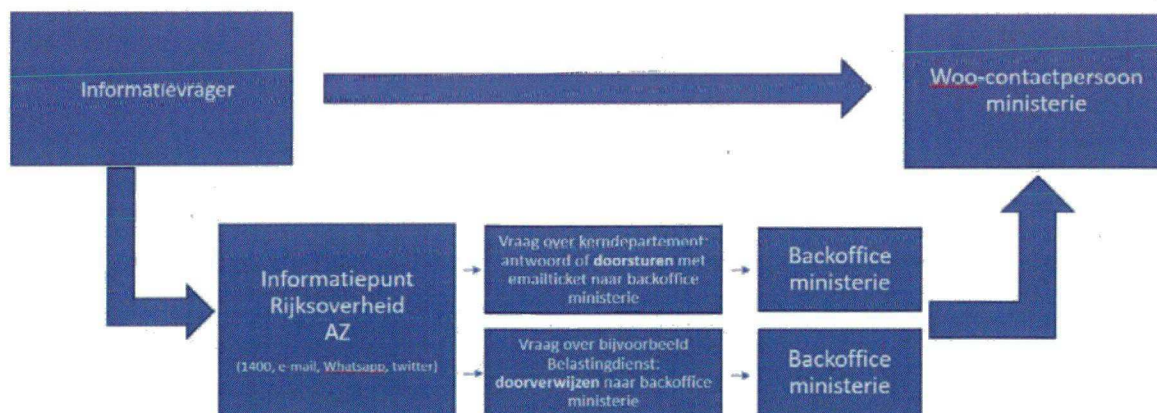 Informatievrager
Woo-contactpersoon
ministerie
Informatiepunt
Rijksoverheid
AZ
(1400, e-mail, Whatsapp, twitter)
Vraag over kerndepartement:
antwoord of doorsturen met
emailticket naar backoffice
ministerie
Backoffice
ministerie
Vraag over bijvoorbeeld
Belastingdienst:
doorverwijzen naar backoffice
ministerie
Backoffice
ministerie